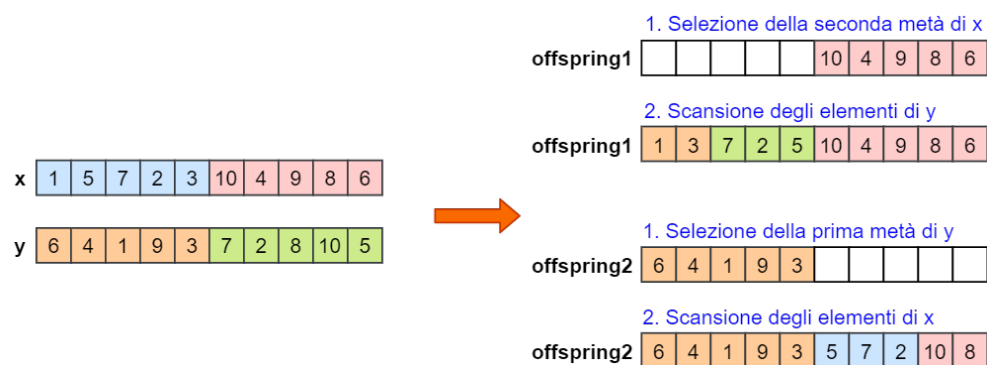 1. Selezione della seconda metà di x
offspring1 10 4 9 8 6
2. Scansione degli elementi di y
offspring1 1 3 7 2 5 10 4 9 8 6
x 1 5 7 2 3 10 4 9 8 6
y 6 4 1 9 3 7 2 8 10 5
1. Selezione della prima metà di y
offspring2 6 4 1 9 3
2. Scansione degli elementi di x
offspring2 6 4 1 9 3 5 7 2 10 8